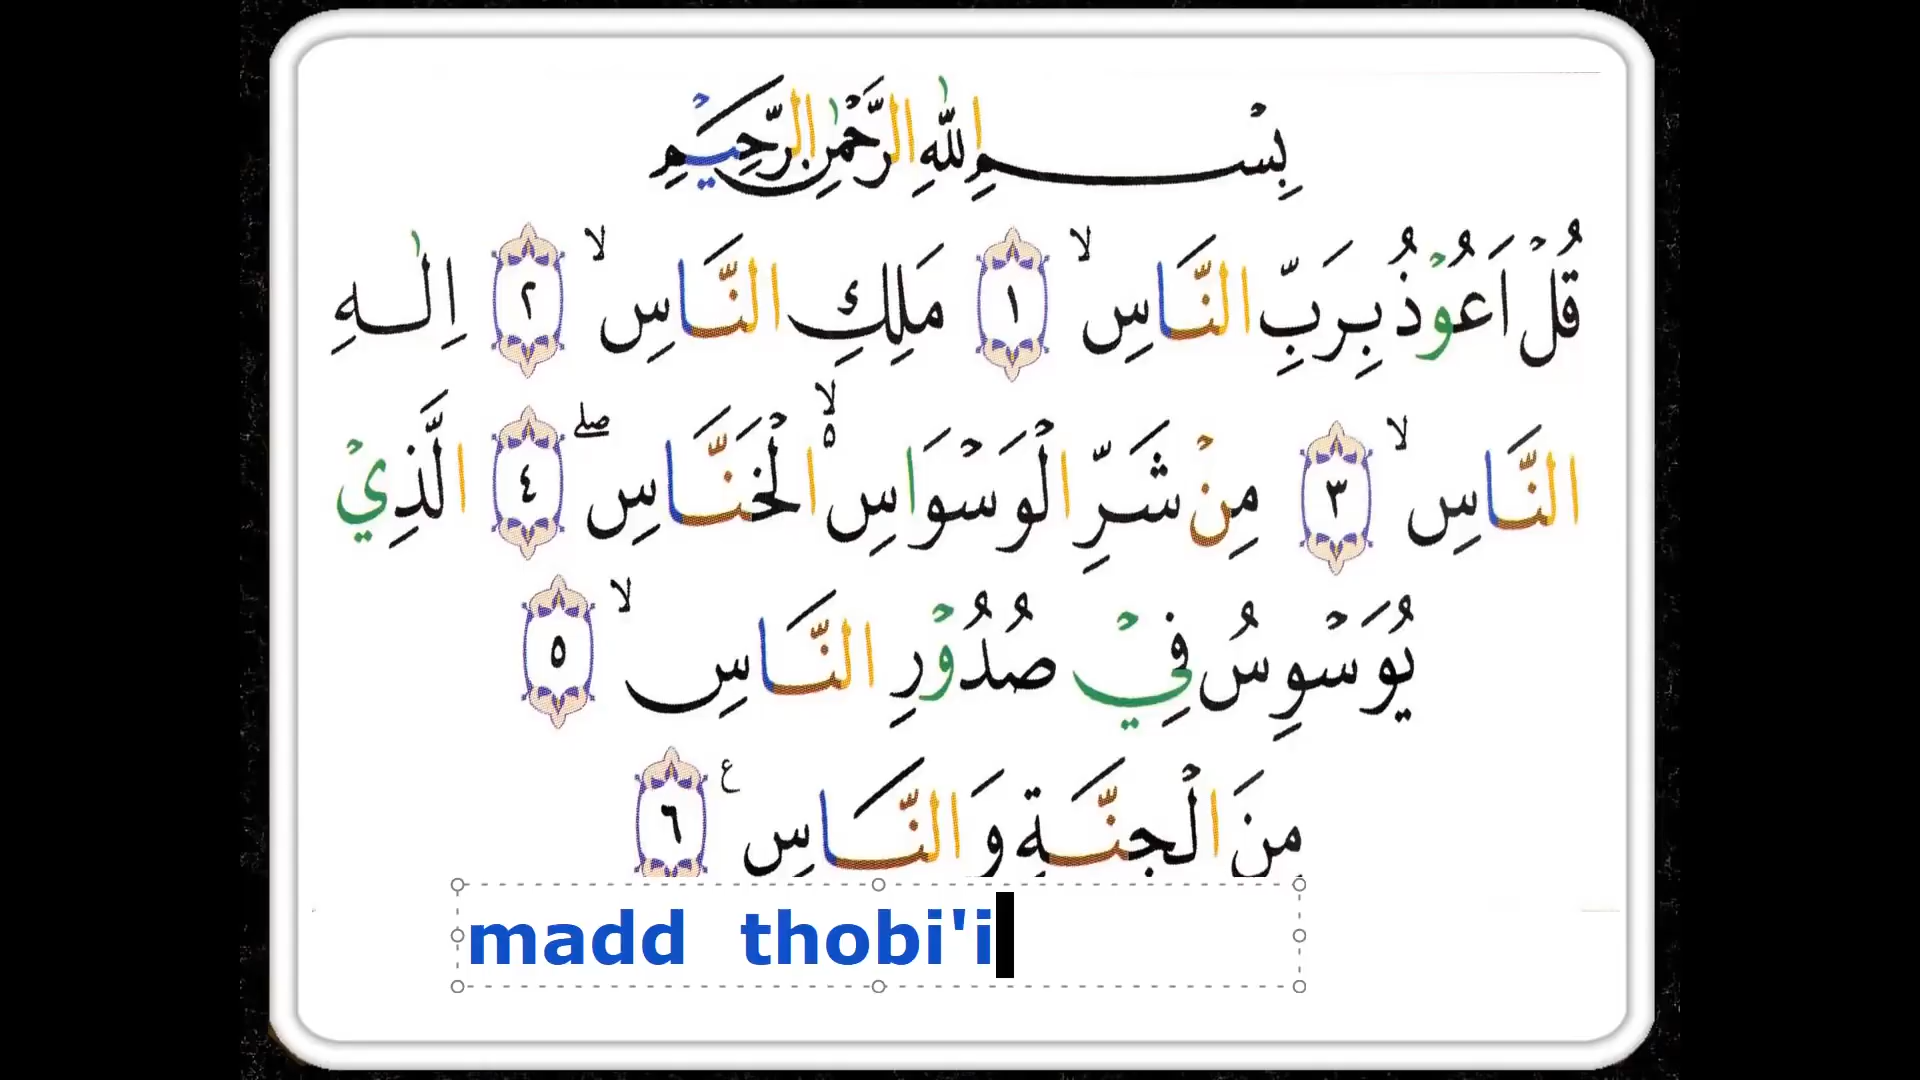 بِسْمِ اللّٰهِ الرَّحْمٰنِ الرَّحِيْمِ
قُلْ اَعُوْذُ بِرَبِّ النَّاسِ ۙ ١ مَلِكِ النَّاسِ ۙ ٢ اِلٰهِ
النَّاسِ ۙ ٣ مِنْ شَرِّ الْوَسْوَاسِ ەۙ الْخَنَّاسِ ۖ ٤ الَّذِيْ
يُوَسْوِسُ فِيْ صُدُوْرِ النَّاسِ ۙ ٥
مِنَ الْجِنَّةِ وَالنَّاسِ ع ٦
madd thobi'i